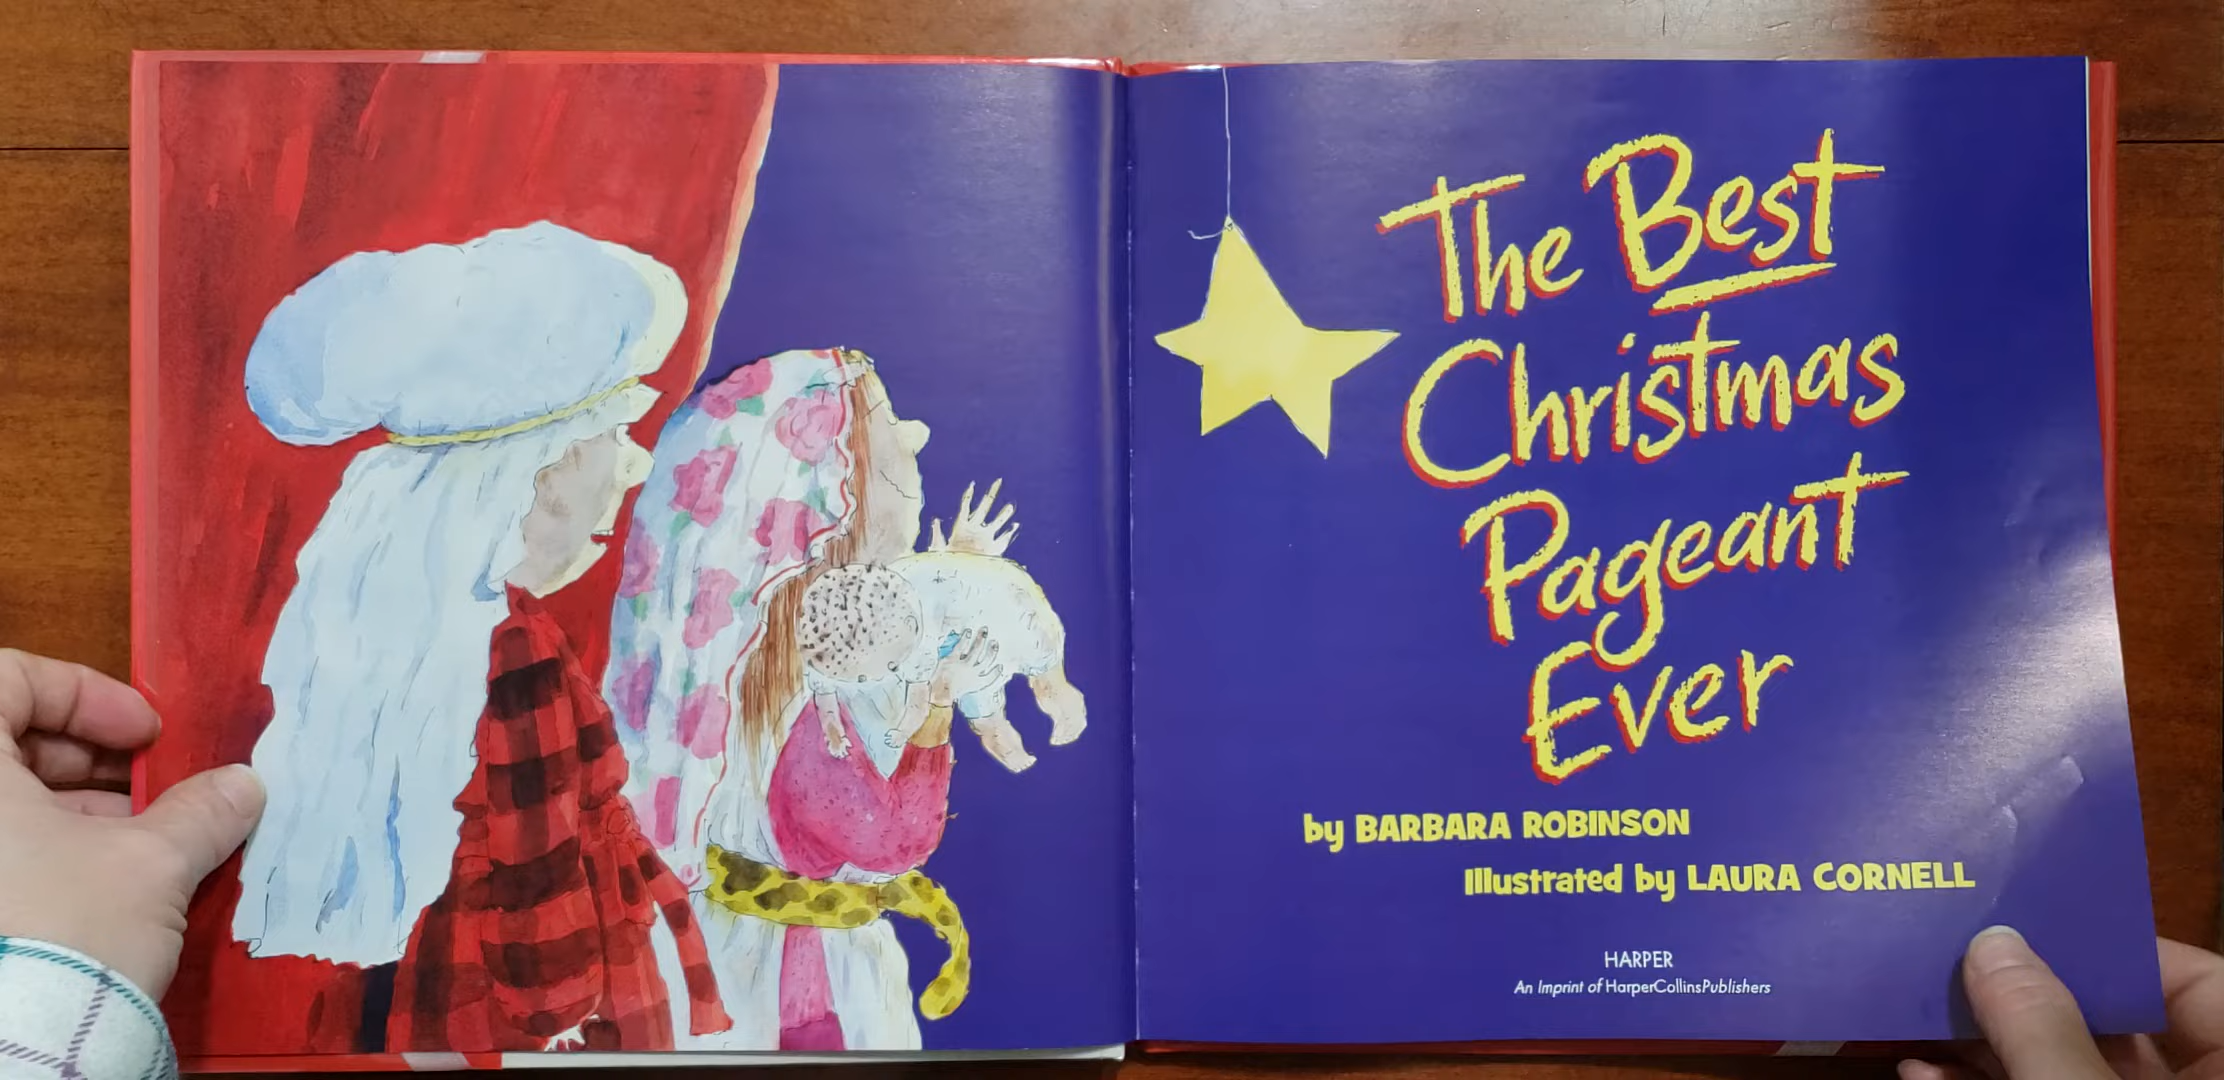 The Best
Christmas
Pageant
Ever
by BARBARA ROBINSON
Illustrated by LAURA CORNELL
HARPER
An Imprint of HarperCollinsPublishers